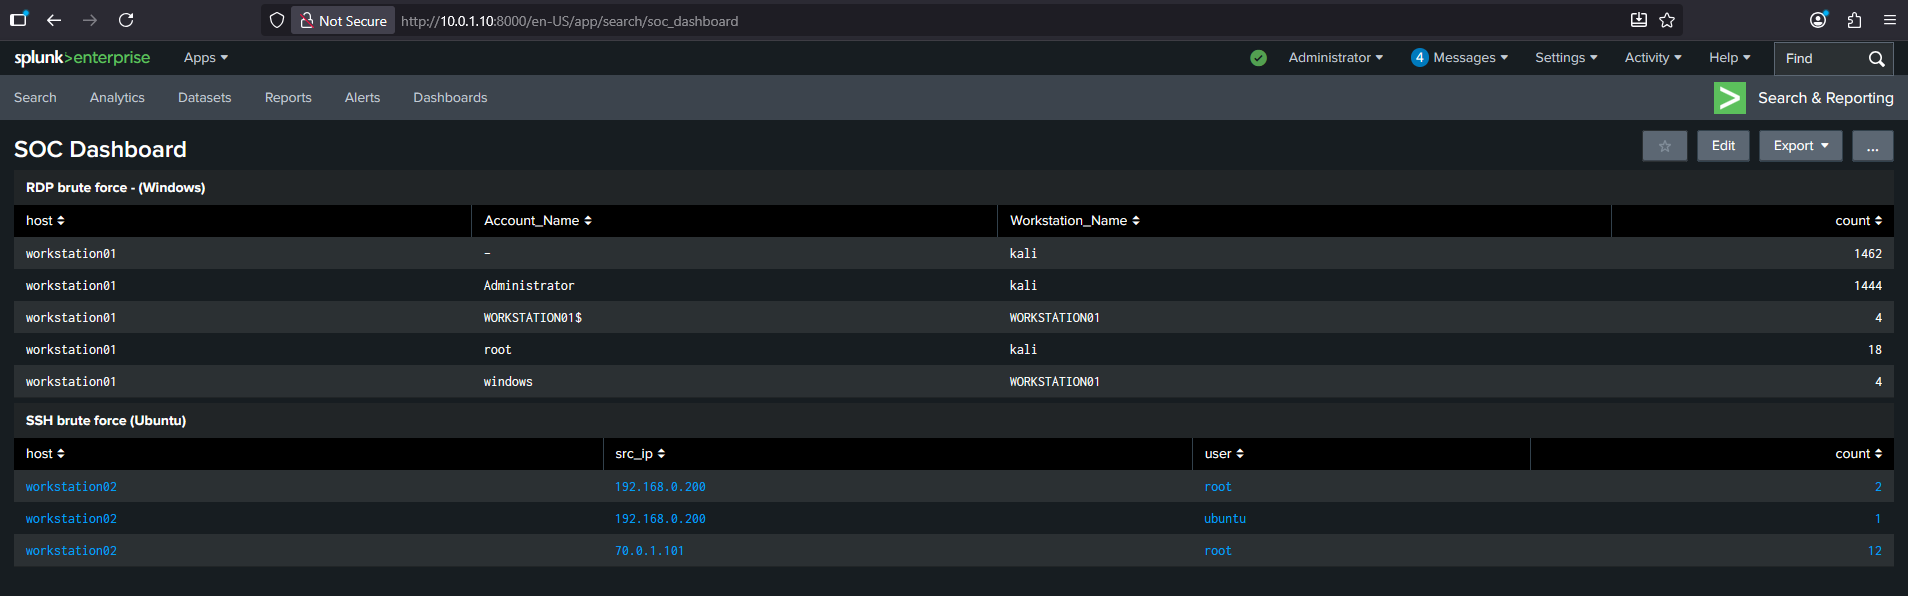 Not Secure http://10.0.1.10:8000/en-US/app/search/soc_dashboard
splunk>enterprise Apps Administrator 4 Messages Settings Activity Help Find
Search Analytics Datasets Reports Alerts Dashboards Search & Reporting
SOC Dashboard Edit Export ...
RDP brute force - (Windows)
host Account_Name Workstation_Name count
workstation01 - kali 1462
workstation01 Administrator kali 1444
workstation01 WORKSTATION01$ WORKSTATION01 4
workstation01 root kali 18
workstation01 windows WORKSTATION01 4
SSH brute force (Ubuntu)
host src_ip user count
workstation02 192.168.0.200 root 2
workstation02 192.168.0.200 ubuntu 1
workstation02 70.0.1.101 root 12